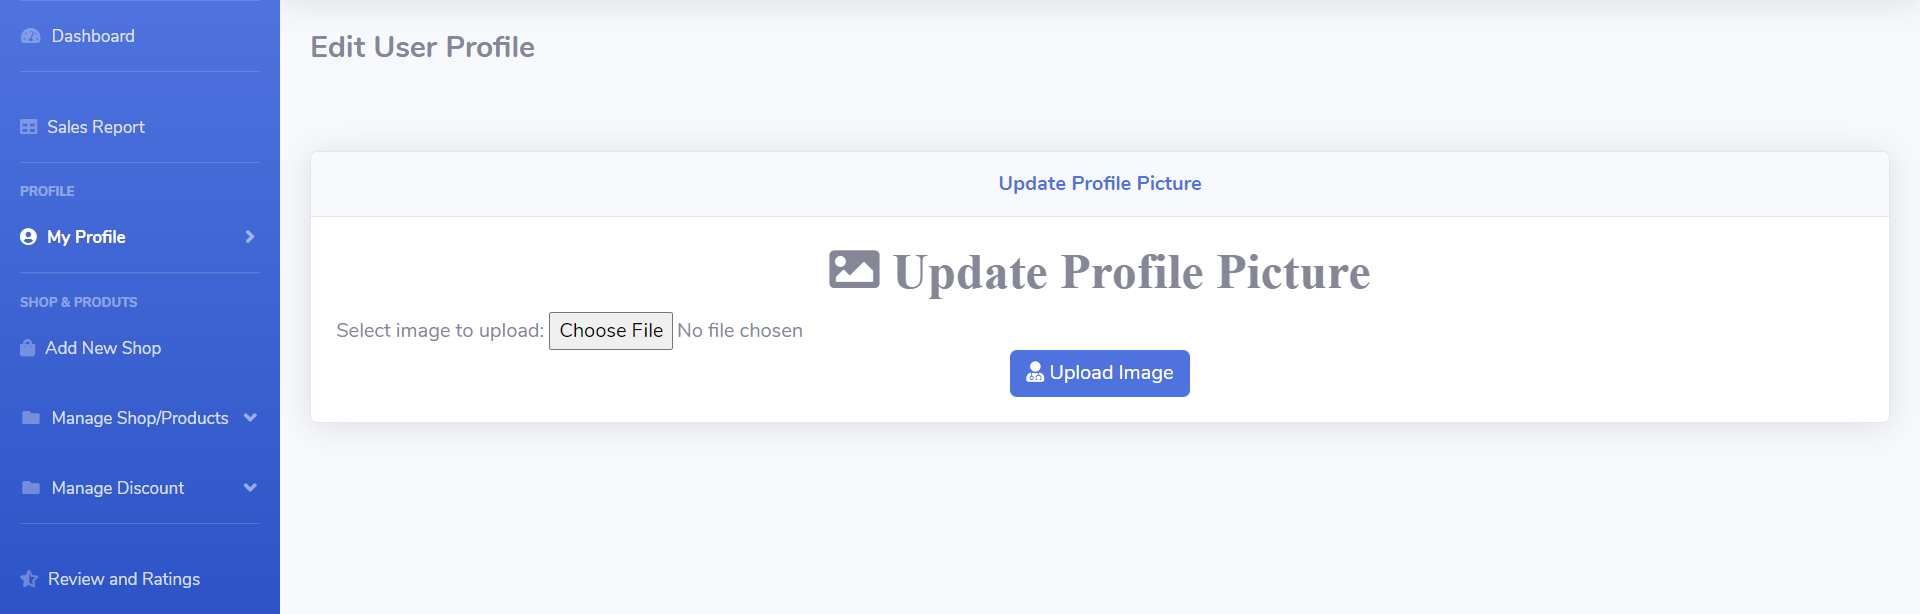 Dashboard
Sales Report
PROFILE
My Profile
SHOP & PRODUTS
Add New Shop
Manage Shop/Products
Manage Discount
Review and Ratings
Edit User Profile
Update Profile Picture
Update Profile Picture
Select image to upload: Choose File No file chosen
Upload Image